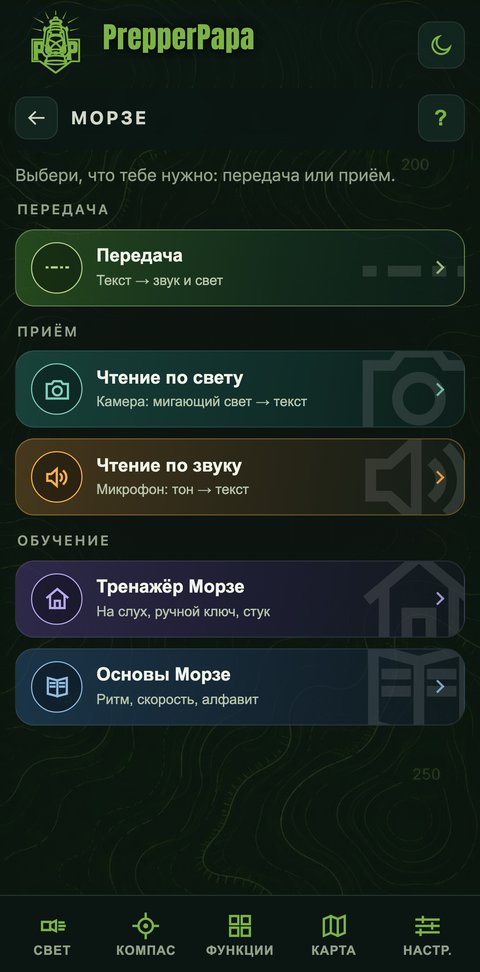 PrepperPapa
МОРЗЕ
?
200
Выбери, что тебе нужно: передача или приём.
ПЕРЕДАЧА
Передача
Текст → звук и свет
ПРИЁМ
Чтение по свету
Камера: мигающий свет → текст
Чтение по звуку
Микрофон: тон → текст
ОБУЧЕНИЕ
Тренажёр Морзе
На слух, ручной ключ, стук
Основы Морзе
Ритм, скорость, алфавит
250
СВЕТ КОМПАС ФУНКЦИИ КАРТА НАСТР.